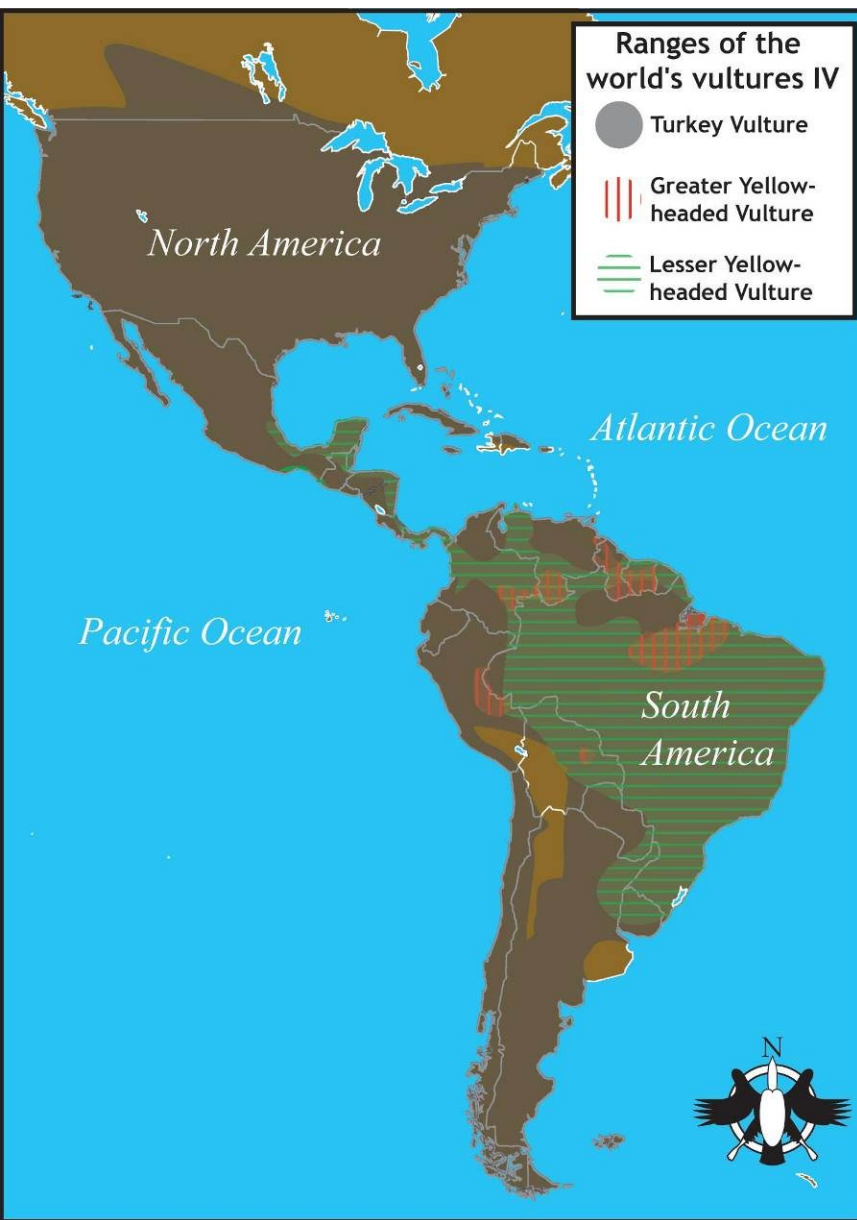 Ranges of the
world's vultures IV
Turkey Vulture
Greater Yellow-
headed Vulture
Lesser Yellow-
headed Vulture
North America
Atlantic Ocean
Pacific Ocean
South
America
N